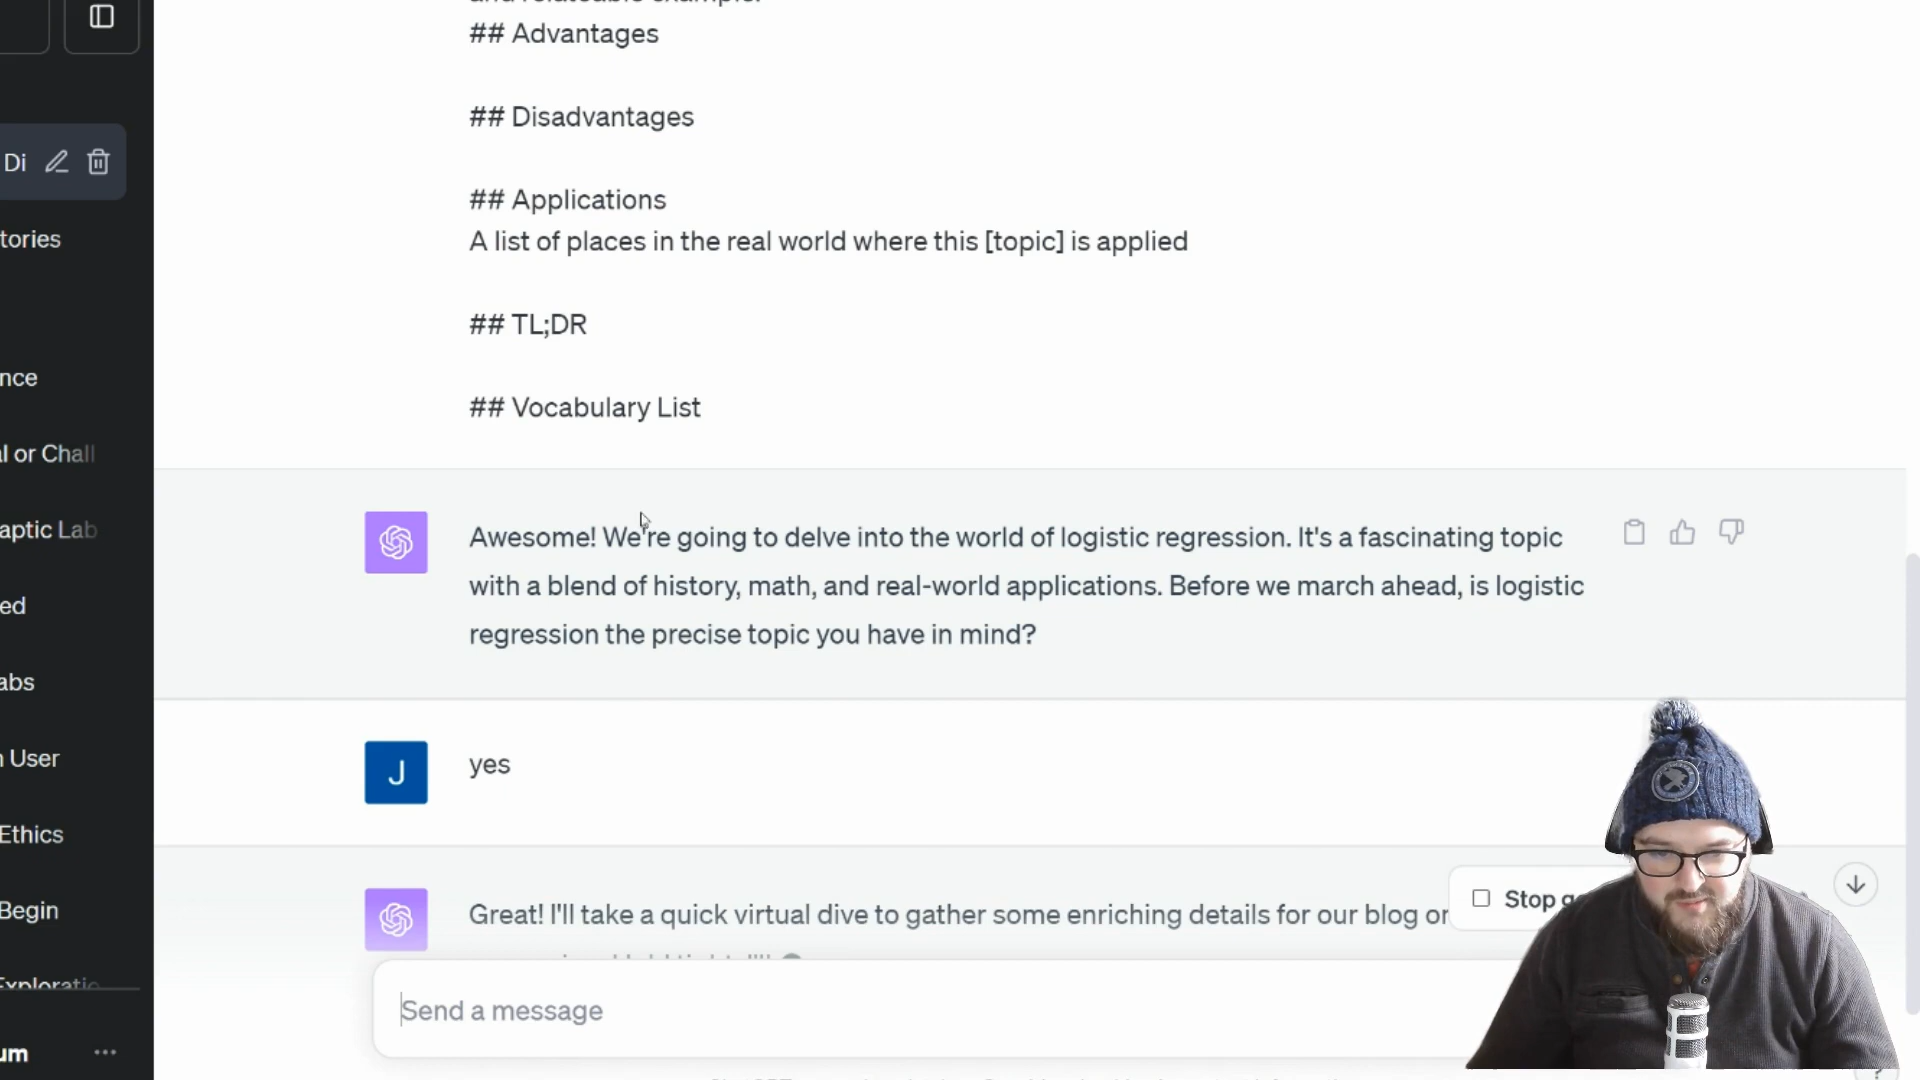 ## Advantages
## Disadvantages
## Applications
A list of places in the real world where this [topic] is applied
## TL;DR
## Vocabulary List
Awesome! We're going to delve into the world of logistic regression. It's a fascinating topic
with a blend of history, math, and real-world applications. Before we march ahead, is logistic
regression the precise topic you have in mind?
J
yes
Great! I'll take a quick virtual dive to gather some enriching details for our blog on
Stop g
Send a message
Di
tories
nce
al or Chall
aptic Lab
ed
abs
n User
Ethics
Begin
Exploratio
um